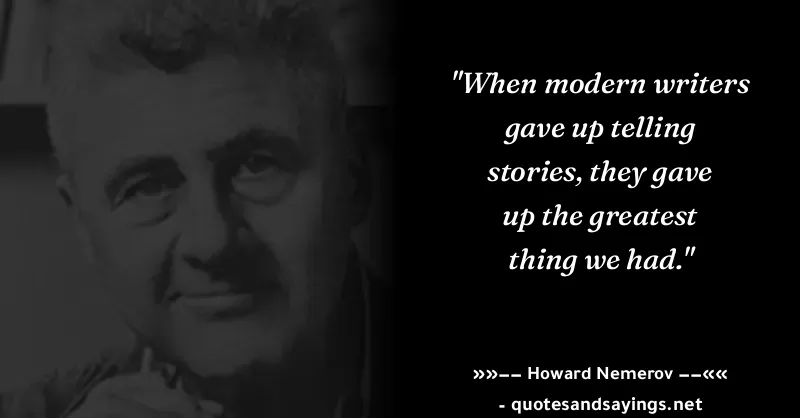 "When modern writers
gave up telling
stories, they gave
up the greatest
thing we had."
»»–– Howard Nemerov ––««
- quotesandsayings.net